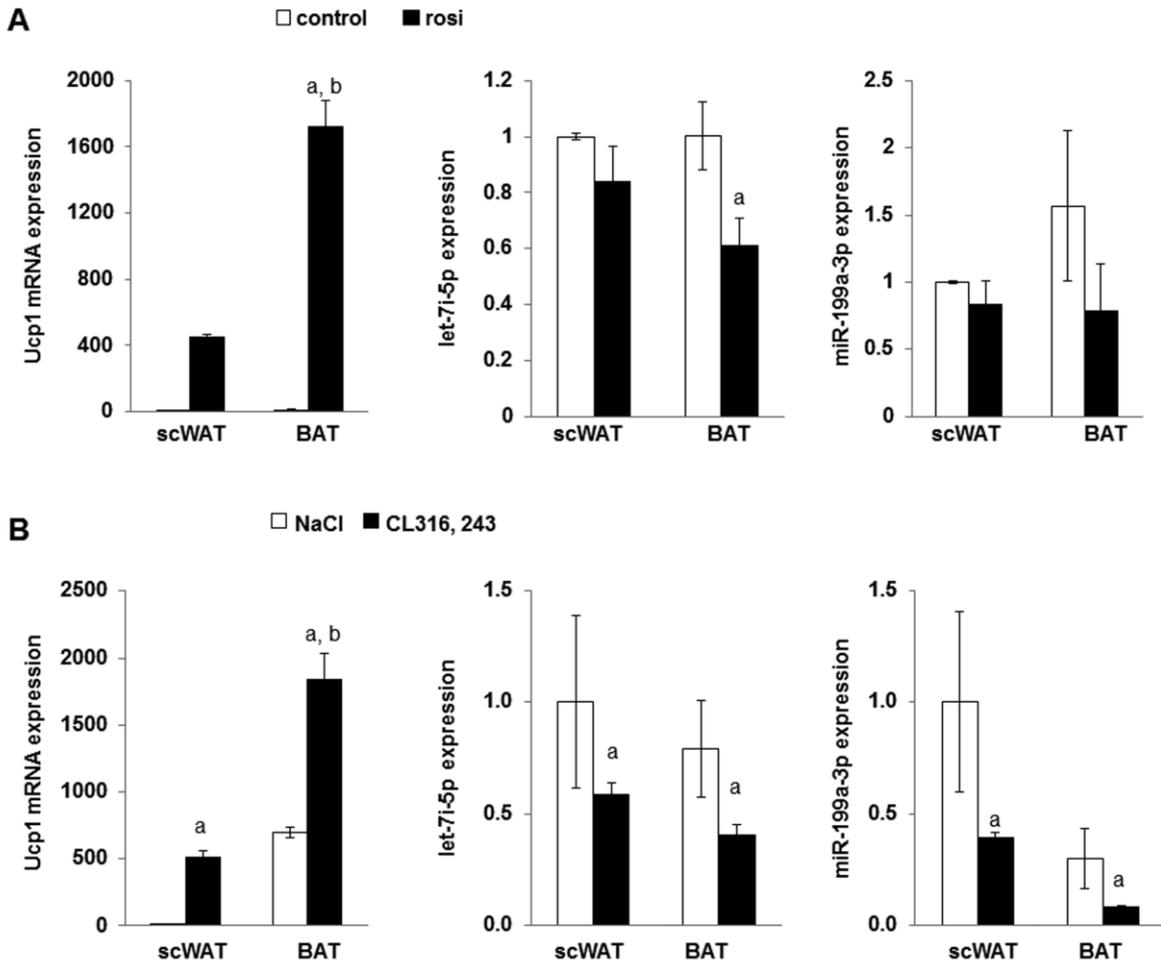 A
control rosi
Ucp1 mRNA expression
2000
1600
1200
800
400
0
a, b
scWAT BAT
let-7i-5p expression
1.2
1
0.8
0.6
0.4
0.2
0
a
scWAT BAT
miR-199a-3p expression
2.5
2
1.5
1
0.5
0
scWAT BAT
B
NaCl CL316, 243
Ucp1 mRNA expression
2500
2000
1500
1000
500
0
a
a, b
scWAT BAT
let-7i-5p expression
1.5
1.0
0.5
0.0
a
a
scWAT BAT
miR-199a-3p expression
1.5
1.0
0.5
0.0
a
a
scWAT BAT